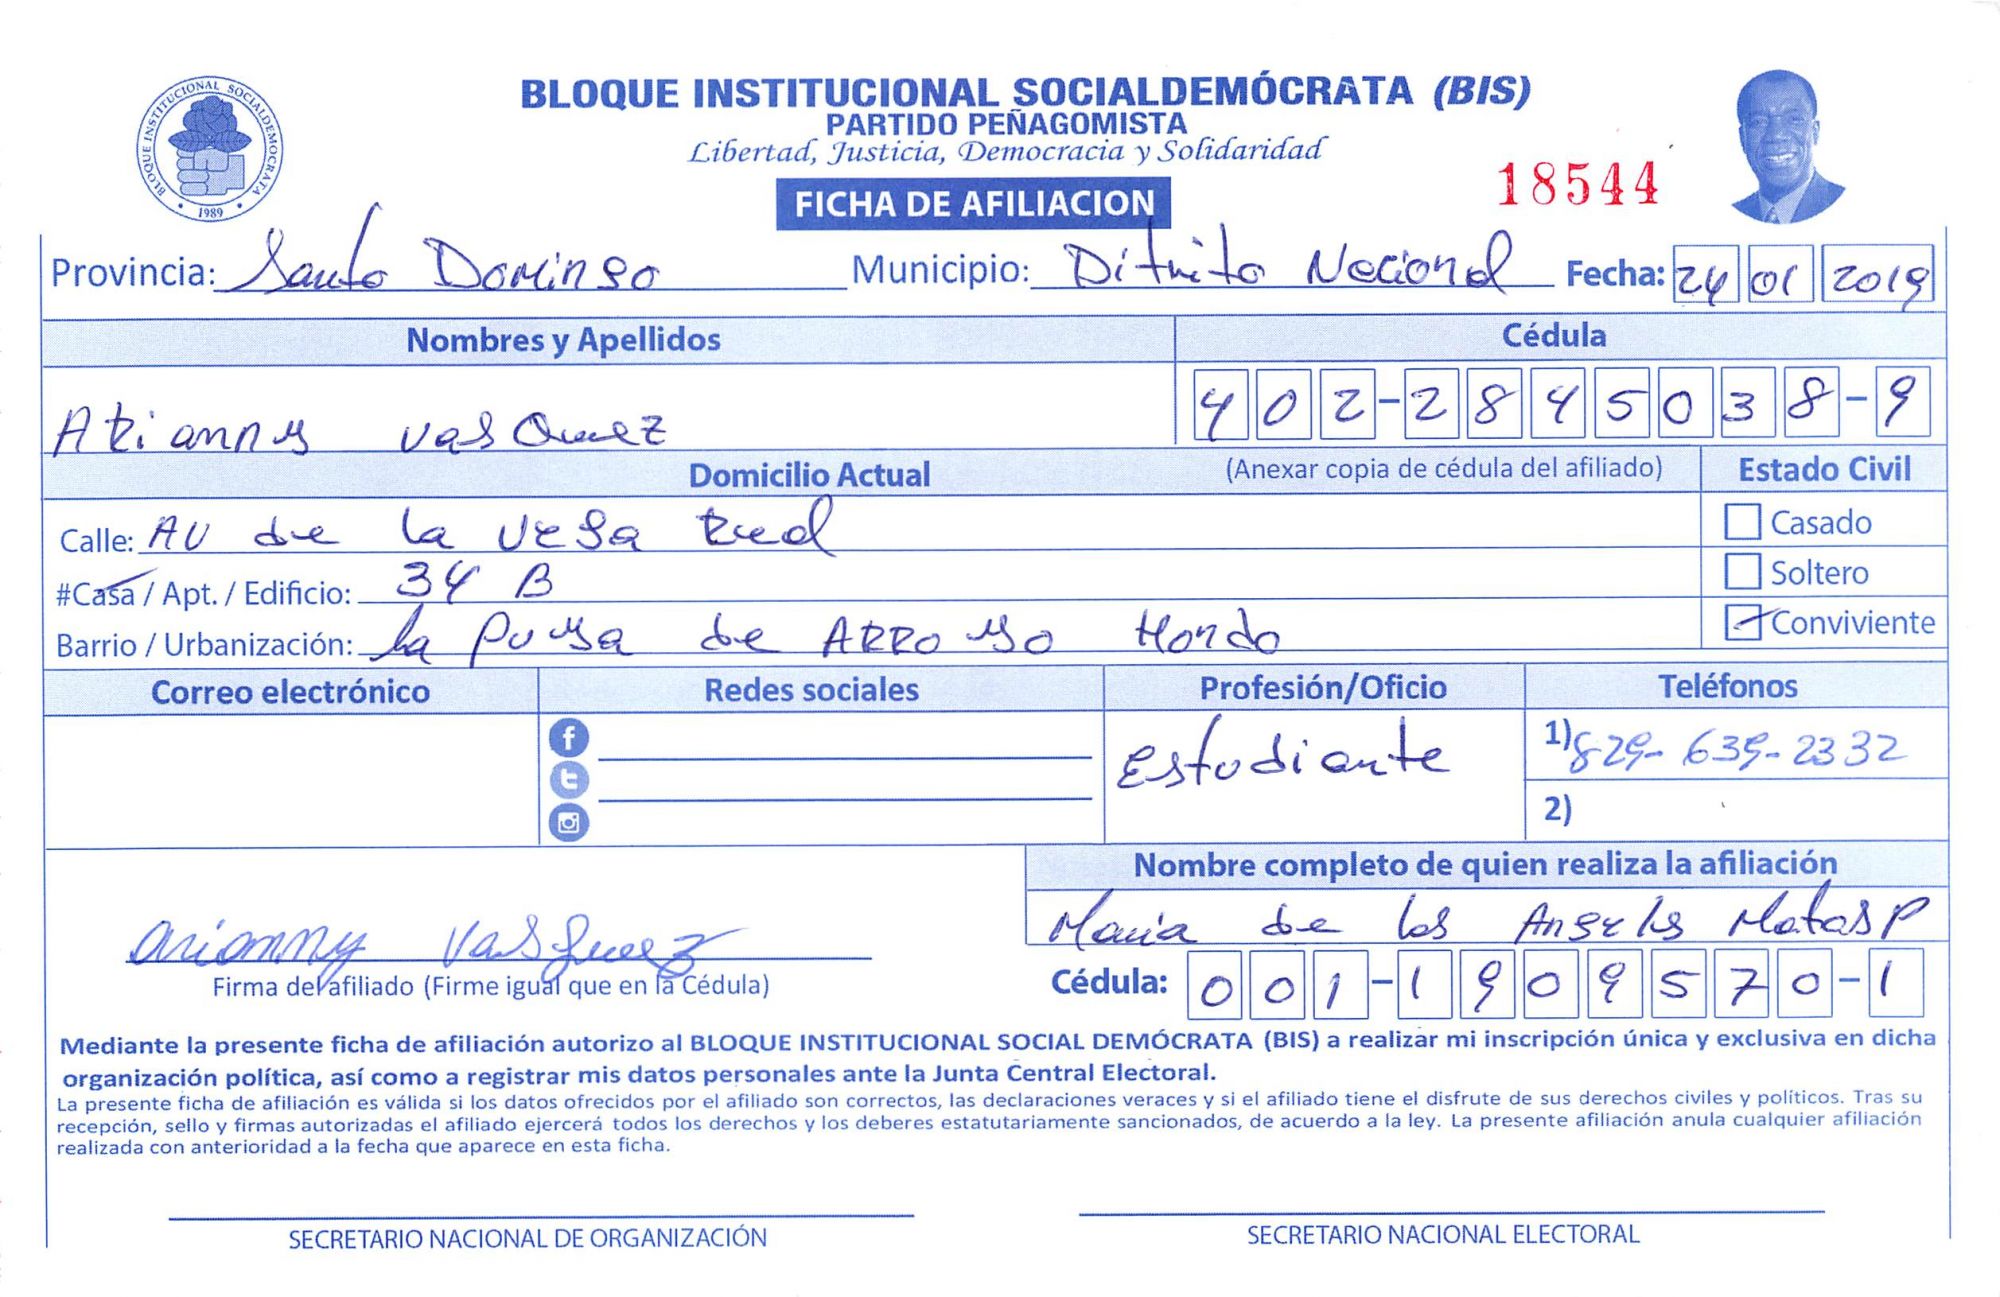 BLOQUE INSTITUCIONAL SOCIALDEMOCRATA
1989
BLOQUE INSTITUCIONAL SOCIALDEMÓCRATA (BIS)
PARTIDO PEÑAGOMISTA
Libertad, Justicia, Democracia y Solidaridad
18544
FICHA DE AFILIACION
Provincia: Santo Domingo Municipio: Ditrito Nacional Fecha: 24 01 2019
Nombres y Apellidos Cédula
Arianny vasquez 402-2845038-9
Domicilio Actual (Anexar copia de cédula del afiliado) Estado Civil
Calle: AV de la vega Real Casado
#Casa / Apt. / Edificio: 34 B Soltero
Barrio / Urbanización: la puya de ARROyo Hondo Conviviente
Correo electrónico Redes sociales Profesión/Oficio Teléfonos
Estudiante 1) 829-639-2332
2)
Nombre completo de quien realiza la afiliación
Maria de los Angeles Matas P
arianny Vasquez
Firma del afiliado (Firme igual que en la Cédula) Cédula: 001-1909570-1
Mediante la presente ficha de afiliación autorizo al BLOQUE INSTITUCIONAL SOCIAL DEMÓCRATA (BIS) a realizar mi inscripción única y exclusiva en dicha
organización política, así como a registrar mis datos personales ante la Junta Central Electoral.
La presente ficha de afiliación es válida si los datos ofrecidos por el afiliado son correctos, las declaraciones veraces y si el afiliado tiene el disfrute de sus derechos civiles y políticos. Tras su
recepción, sello y firmas autorizadas el afiliado ejercerá todos los derechos y los deberes estatutariamente sancionados, de acuerdo a la ley. La presente afiliación anula cualquier afiliación
realizada con anterioridad a la fecha que aparece en esta ficha.
SECRETARIO NACIONAL DE ORGANIZACIÓN SECRETARIO NACIONAL ELECTORAL